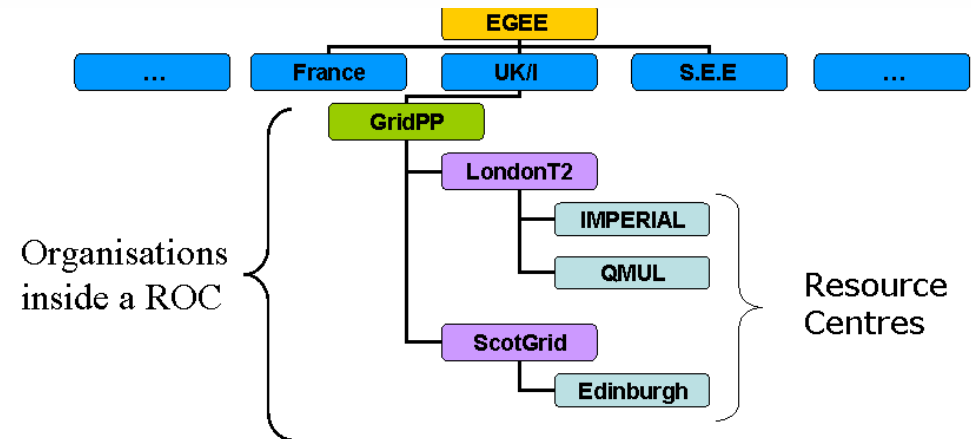 EGEE
... France UK/I S.E.E ...
GridPP
LondonT2
IMPERIAL
QMUL
ScotGrid
Edinburgh
Organisations
inside a ROC
Resource
Centres